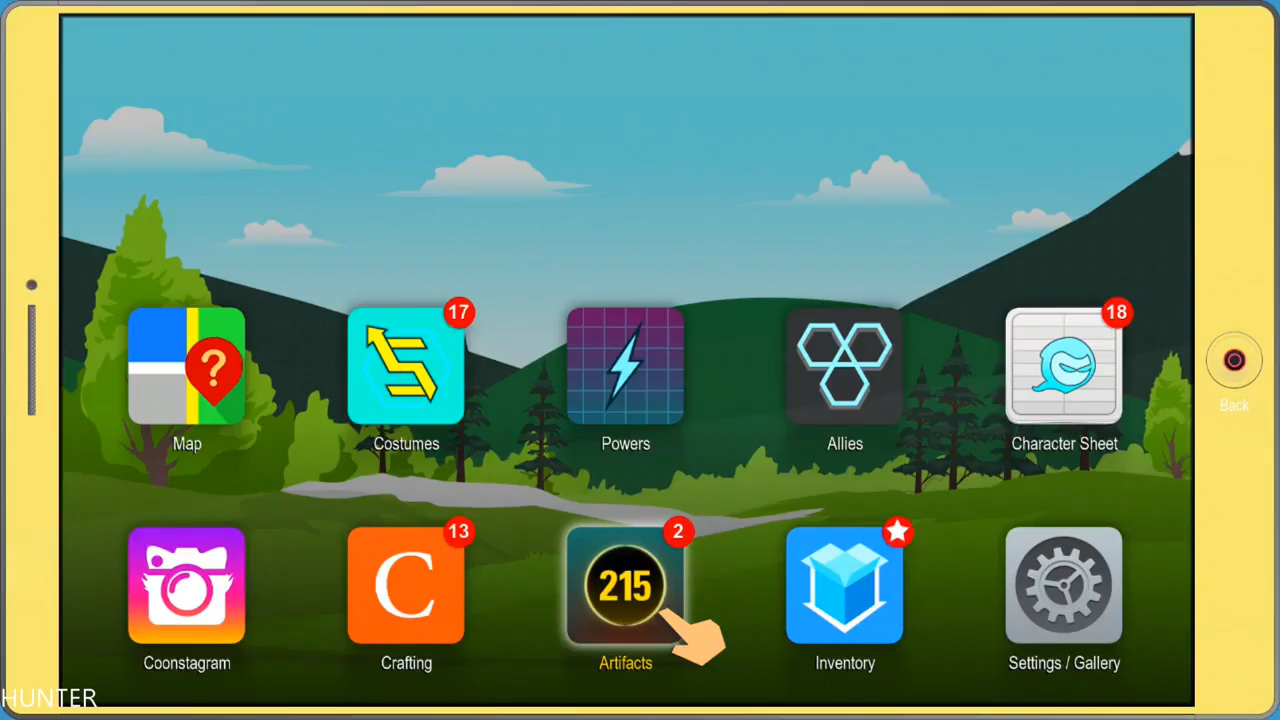 17
18
?
Map
Costumes
Powers
Allies
Character Sheet
Back
13
2
C
215
Coonstagram
Crafting
Artifacts
Inventory
Settings / Gallery
HUNTER